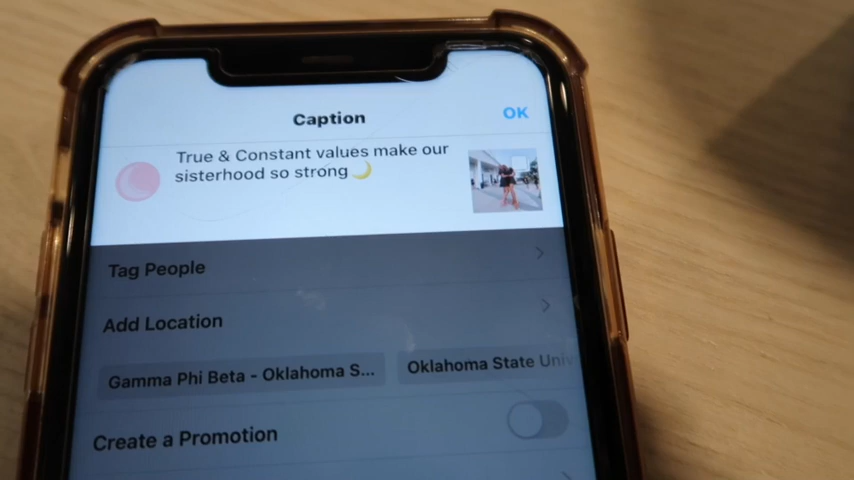 Caption
OK
True & Constant values make our
sisterhood so strong🌙
Tag People
Add Location
Gamma Phi Beta - Oklahoma S...
Oklahoma State Univ
Create a Promotion